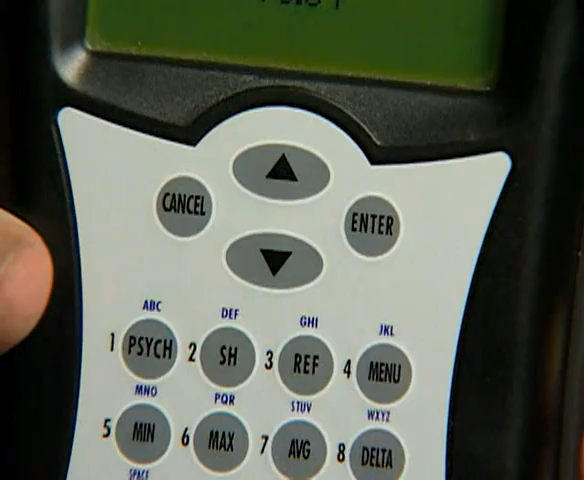 CANCEL
ENTER
ABC DEF GHI JKL
1 PSYCH 2 SH 3 REF 4 MENU
MNO PQR STUV WXYZ
5 MIN 6 MAX 7 AVG 8 DELTA
SPACE